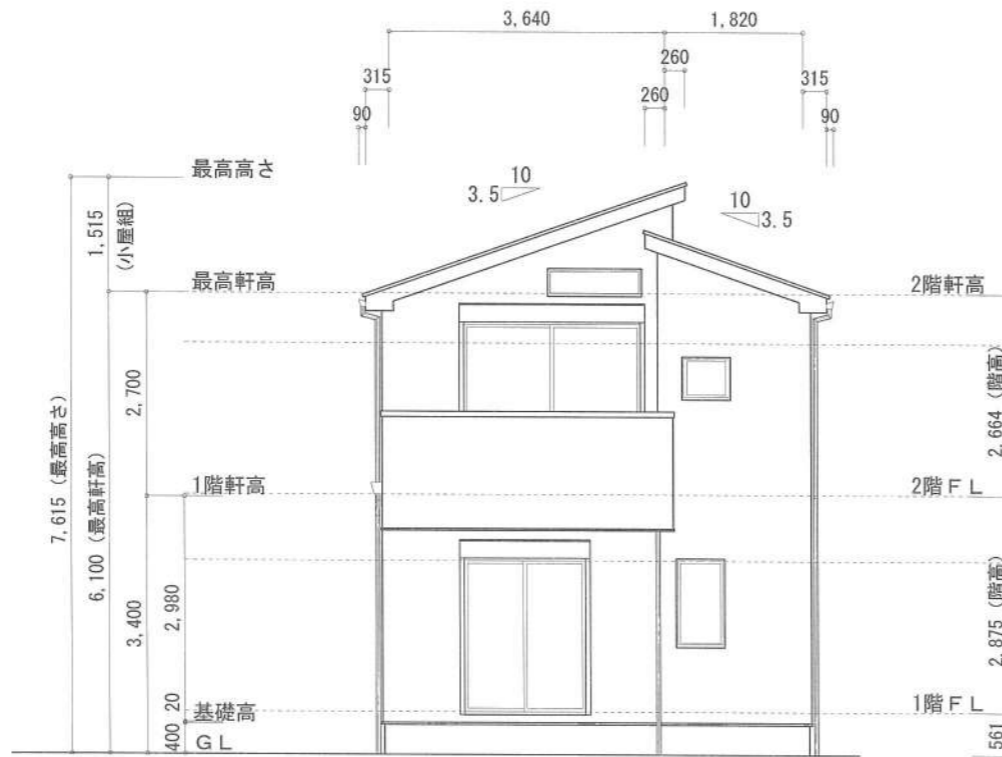 3,640
1,820
260
315
260
315
90
90
最高高さ
10
3.5
10
3.5
1,515
(小屋組)
最高軒高
2階軒高
2,700
2,664 (階高)
7,615 (最高高さ)
6,100 (最高軒高)
1階軒高
2階FL
3,400
2,980
2,875 (階高)
20
基礎高
1階FL
400
GL
561